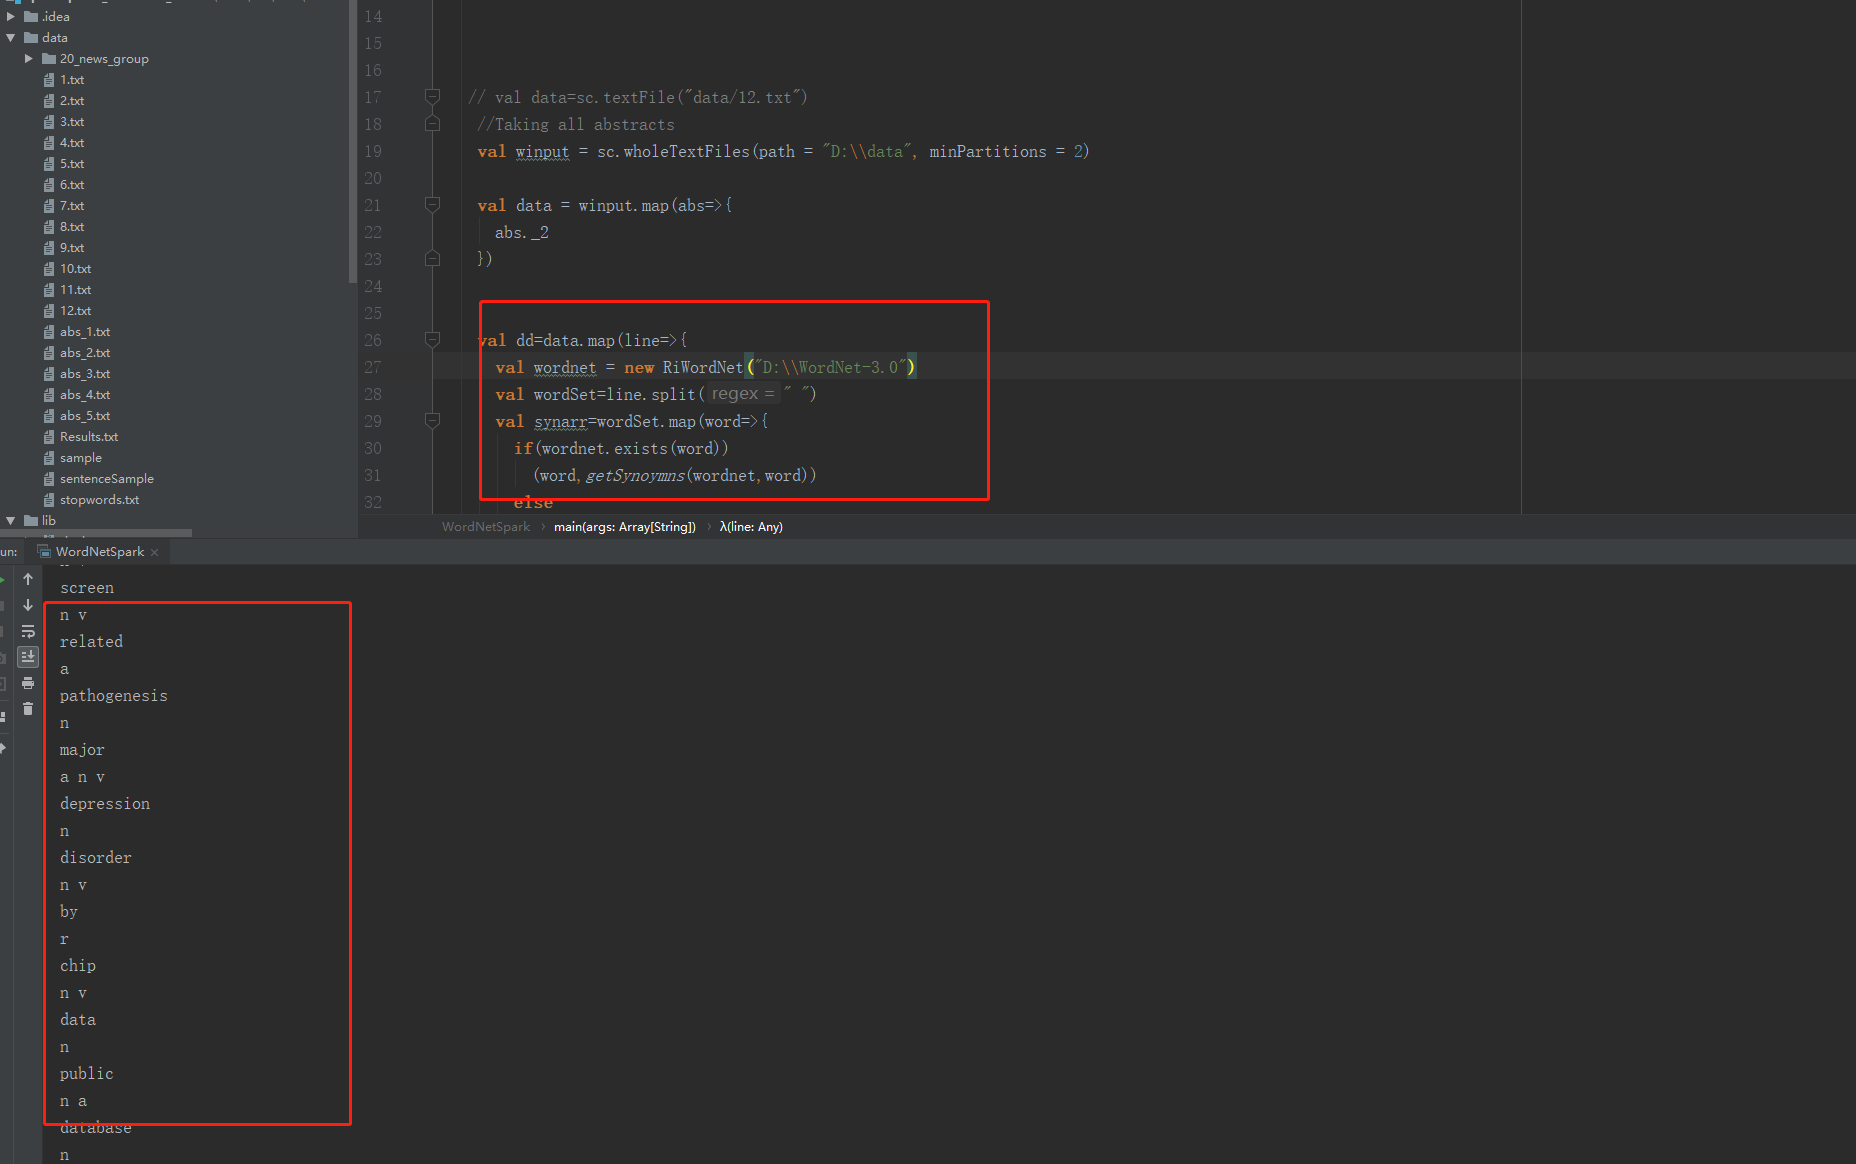 .idea
data
20_news_group
1.txt
2.txt
3.txt
4.txt
5.txt
6.txt
7.txt
8.txt
9.txt
10.txt
11.txt
12.txt
abs_1.txt
abs_2.txt
abs_3.txt
abs_4.txt
abs_5.txt
Results.txt
sample
sentenceSample
stopwords.txt
lib
14
15
16
17 // val data=sc.textFile("data/12.txt")
18 //Taking all abstracts
19 val winput = sc.wholeTextFiles(path = "D:\\data", minPartitions = 2)
20
21 val data = winput.map(abs=>{
22 abs._2
23 })
24
25
26 val dd=data.map(line=>{
27 val wordnet = new RiWordNet("D:\\WordNet-3.0")
28 val wordSet=line.split( regex = " ")
29 val synarr=wordSet.map(word=>{
30 if(wordnet.exists(word))
31 (word,getSynoymns(wordnet,word))
32 else
WordNetSpark › main(args: Array[String]) › λ(line: Any)
un: WordNetSpark ×
screen
n v
related
a
pathogenesis
n
major
a n v
depression
n
disorder
n v
by
r
chip
n v
data
n
public
n a
database
n